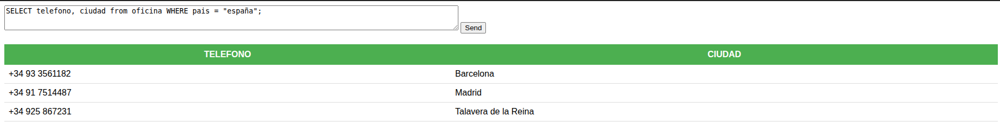 SELECT telefono, ciudad from oficina WHERE pais = "españa";
Send
TELEFONO CIUDAD
+34 93 3561182 Barcelona
+34 91 7514487 Madrid
+34 925 867231 Talavera de la Reina